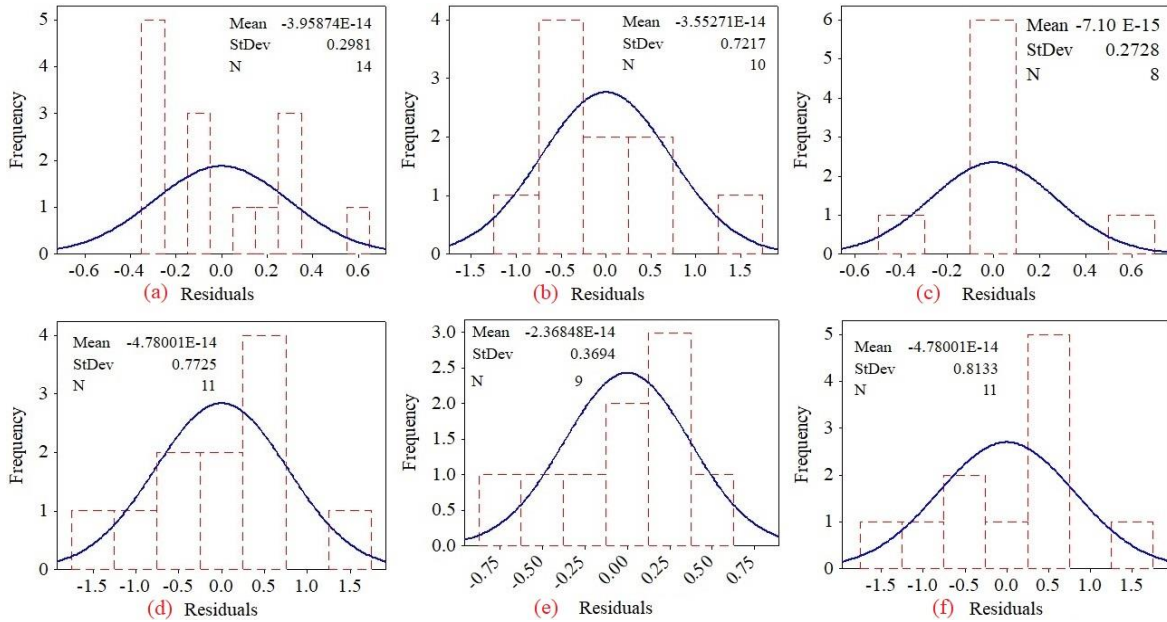 Mean -3.95874E-14
StDev 0.2981
N 14
Frequency
5
4
3
2
1
0
-0.6 -0.4 -0.2 0.0 0.2 0.4 0.6
(a) Residuals
Mean -3.55271E-14
StDev 0.7217
N 10
Frequency
4
3
2
1
0
-1.5 -1.0 -0.5 0.0 0.5 1.0 1.5
(b) Residuals
Mean -7.10 E-15
StDev 0.2728
N 8
Frequency
6
5
4
3
2
1
0
-0.6 -0.4 -0.2 0.0 0.2 0.4 0.6
(c) Residuals
Mean -4.78001E-14
StDev 0.7725
N 11
Frequency
4
3
2
1
0
-1.5 -1.0 -0.5 0.0 0.5 1.0 1.5
(d) Residuals
Mean -2.36848E-14
StDev 0.3694
N 9
Frequency
3.0
2.5
2.0
1.5
1.0
0.5
0.0
-0.75 -0.50 -0.25 0.00 0.25 0.50 0.75
(e) Residuals
Mean -4.78001E-14
StDev 0.8133
N 11
Frequency
5
4
3
2
1
0
-1.5 -1.0 -0.5 0.0 0.5 1.0 1.5
(f) Residuals